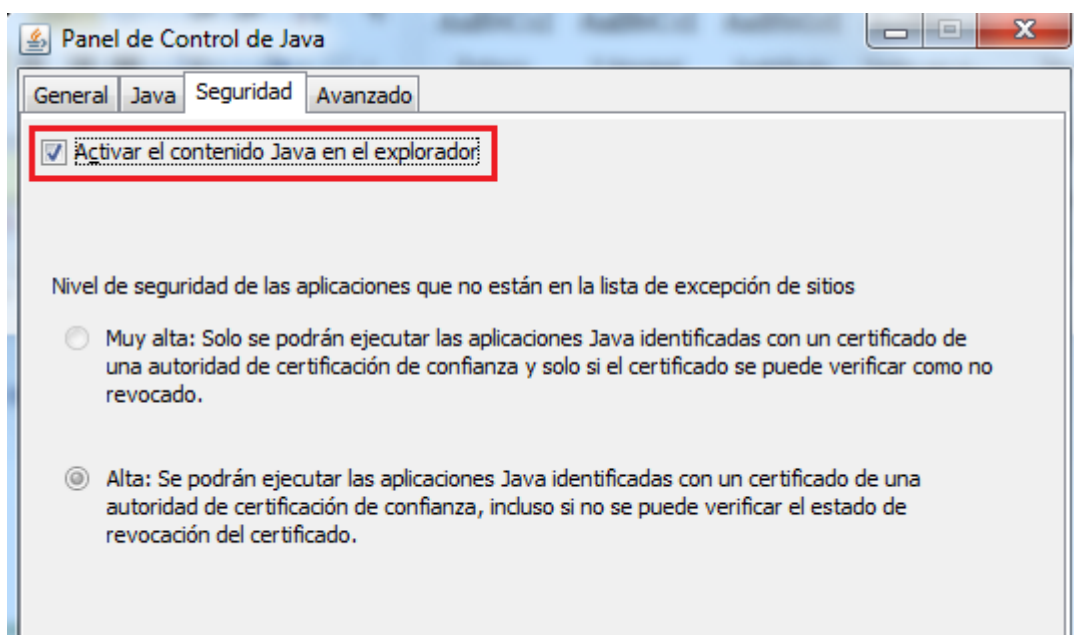 Panel de Control de Java
General Java Seguridad Avanzado
Activar el contenido Java en el explorador
Nivel de seguridad de las aplicaciones que no están en la lista de excepción de sitios
Muy alta: Solo se podrán ejecutar las aplicaciones Java identificadas con un certificado de
una autoridad de certificación de confianza y solo si el certificado se puede verificar como no
revocado.
Alta: Se podrán ejecutar las aplicaciones Java identificadas con un certificado de una
autoridad de certificación de confianza, incluso si no se puede verificar el estado de
revocación del certificado.